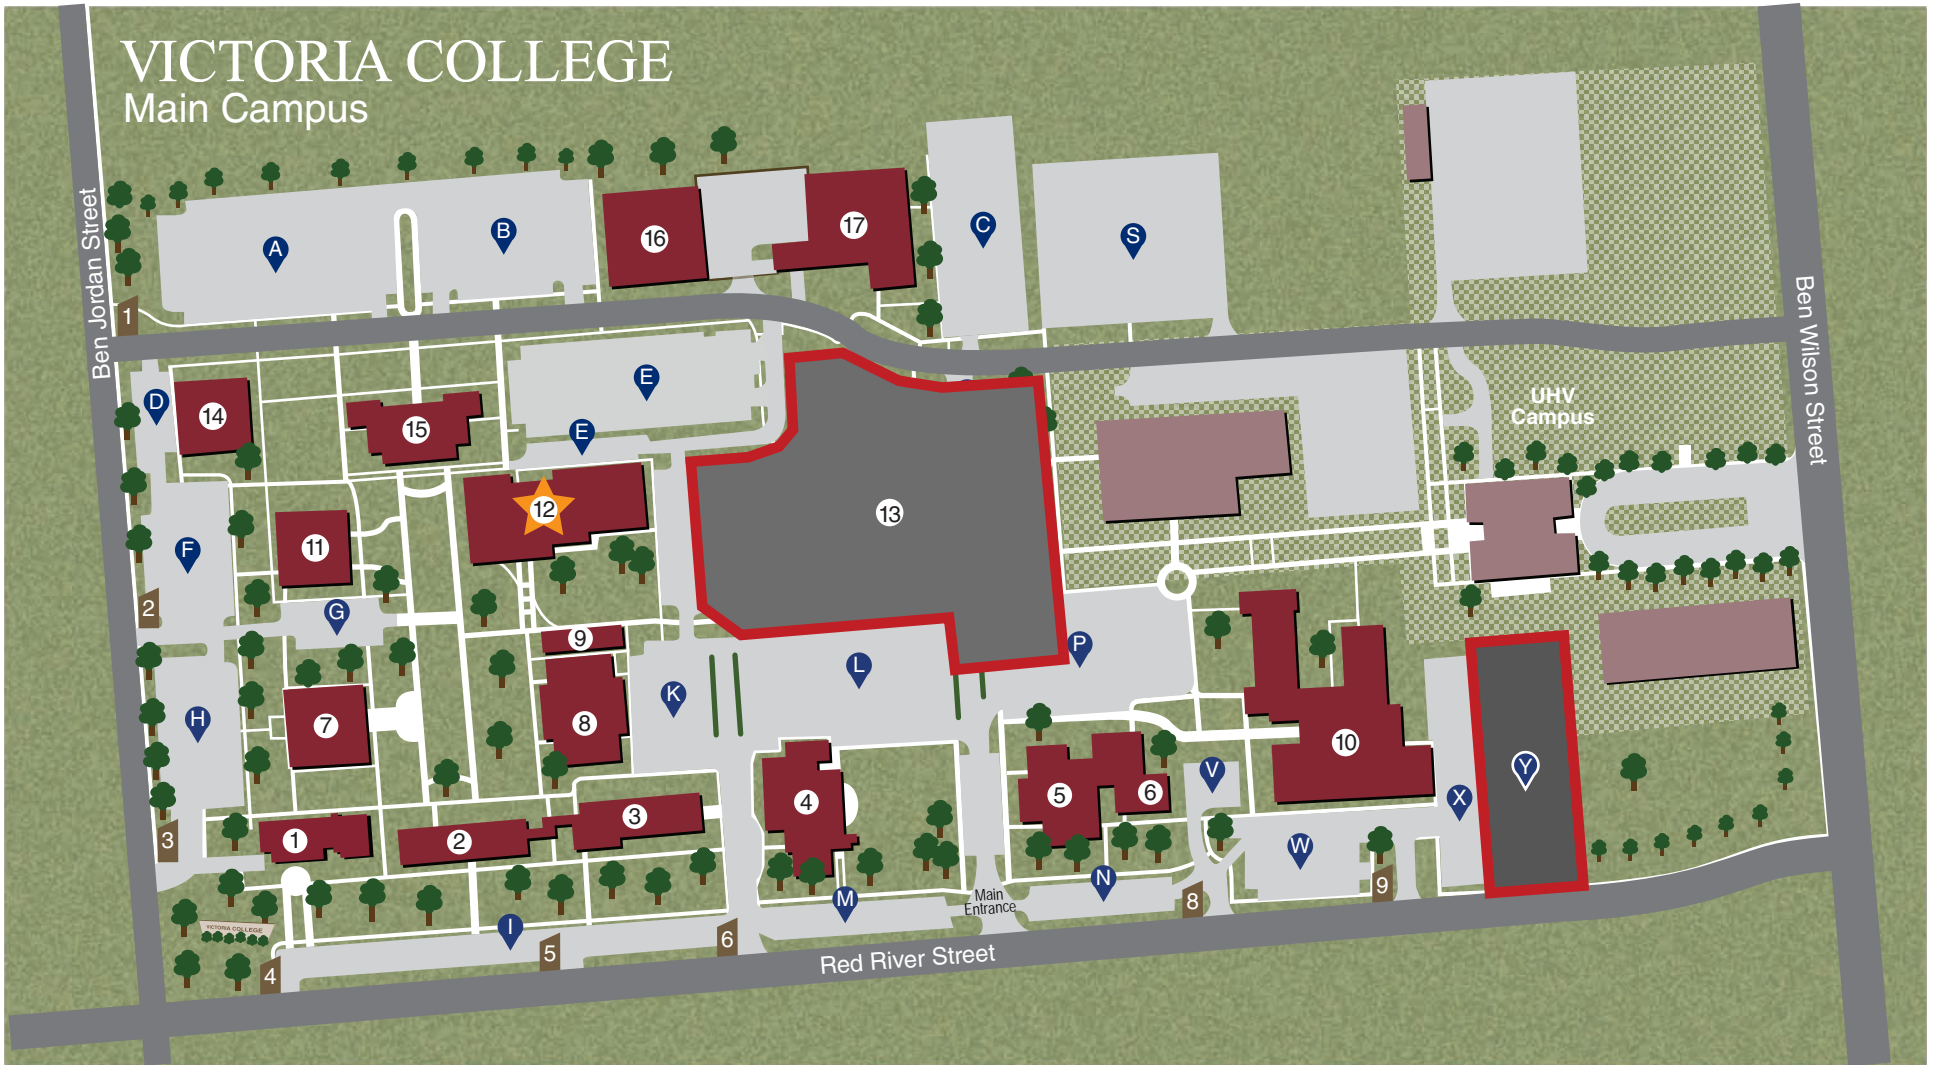 VICTORIA COLLEGE
Main Campus
Ben Jordan Street
Ben Wilson Street
A
B
16
17
C
S
1
D
14
15
E
E
12
13
UHV
Campus
F
11
2
G
9
P
H
7
8
K
L
10
V
Y
X
5
6
4
3
1
2
3
W
I
M
N
Main
Entrance
8
9
VICTORIA COLLEGE
4
5
6
Red River Street